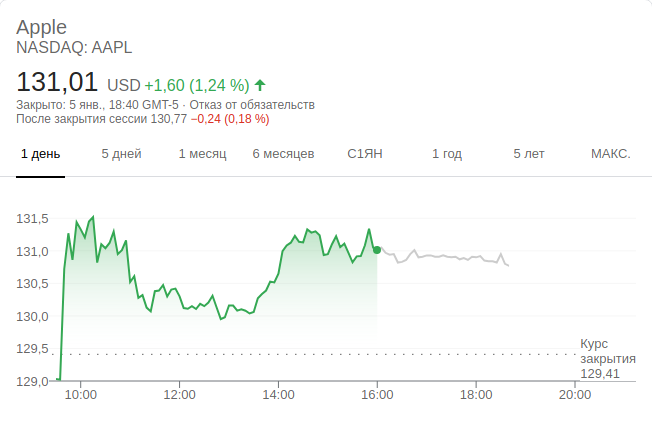 Apple
NASDAQ: AAPL
131,01 USD +1,60 (1,24 %)
Закрыто: 5 янв., 18:40 GMT-5 · Отказ от обязательств
После закрытия сессии 130,77 −0,24 (0,18 %)
1 день 5 дней 1 месяц 6 месяцев С1ЯН 1 год 5 лет МАКС.
131,5
131,0
130,5
130,0
129,5
Курс
закрытия
129,41
129,0
10:00 12:00 14:00 16:00 18:00 20:00